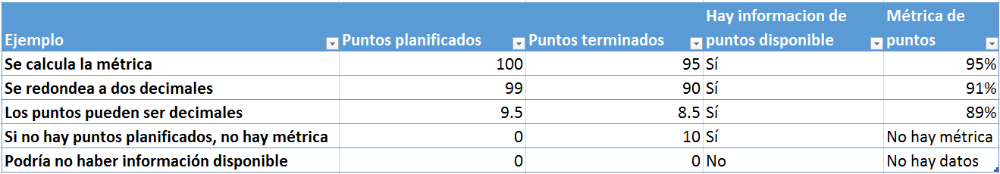 Ejemplo Puntos planificados Puntos terminados Hay informacion de puntos disponible Métrica de puntos
Se calcula la métrica 100 95 Sí 95%
Se redondea a dos decimales 99 90 Sí 91%
Los puntos pueden ser decimales 9.5 8.5 Sí 89%
Si no hay puntos planificados, no hay métrica 0 10 Sí No hay métrica
Podría no haber información disponible 0 0 No No hay datos